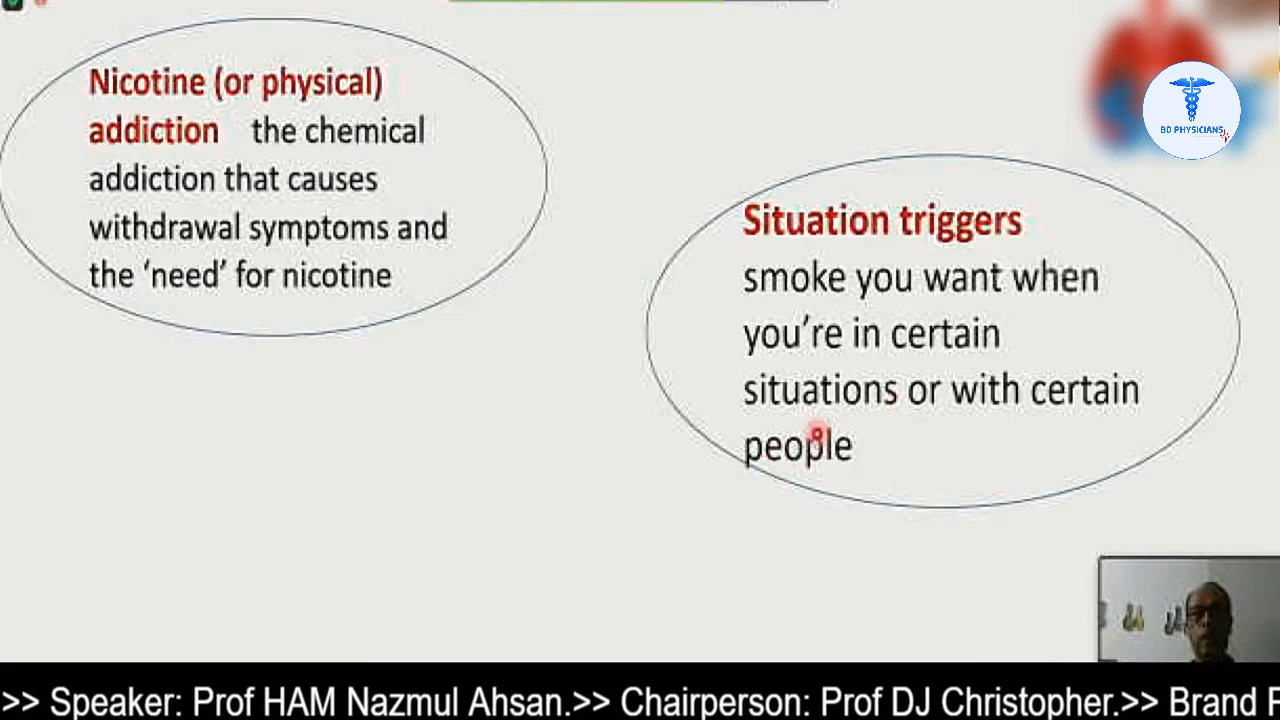 Nicotine (or physical)
addiction the chemical
addiction that causes
withdrawal symptoms and
the ‘need’ for nicotine
BD PHYSICIANS
Situation triggers
smoke you want when
you’re in certain
situations or with certain
people
>> Speaker: Prof HAM Nazmul Ahsan.>> Chairperson: Prof DJ Christopher.>> Brand